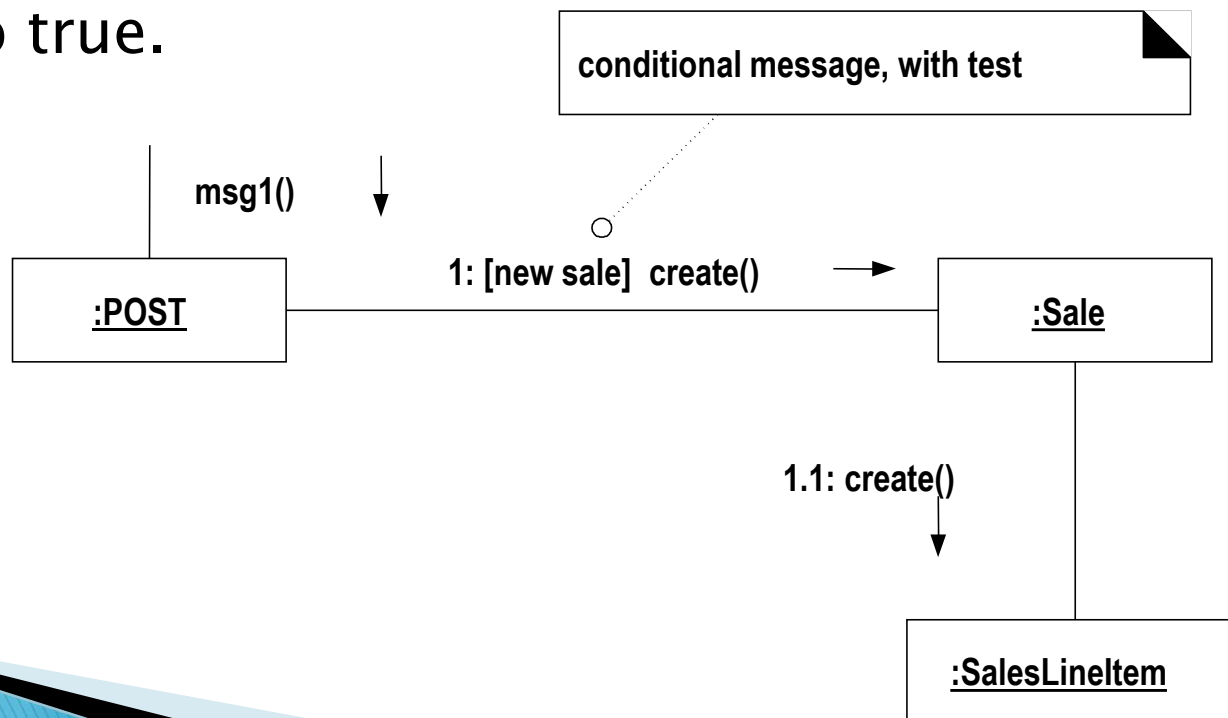 true.
conditional message, with test
msg1()
1: [new sale] create()
:POST
:Sale
1.1: create()
:SalesLineItem